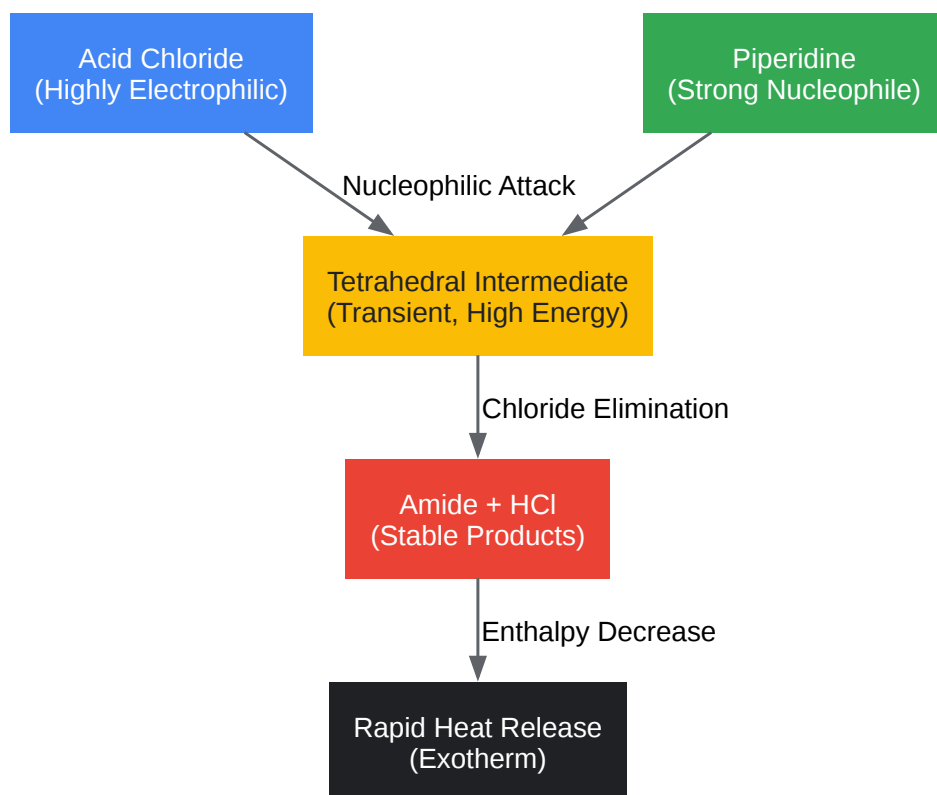 Acid Chloride
(Highly Electrophilic)
Piperidine
(Strong Nucleophile)
Nucleophilic Attack
Tetrahedral Intermediate
(Transient, High Energy)
Chloride Elimination
Amide + HCl
(Stable Products)
Enthalpy Decrease
Rapid Heat Release
(Exotherm)